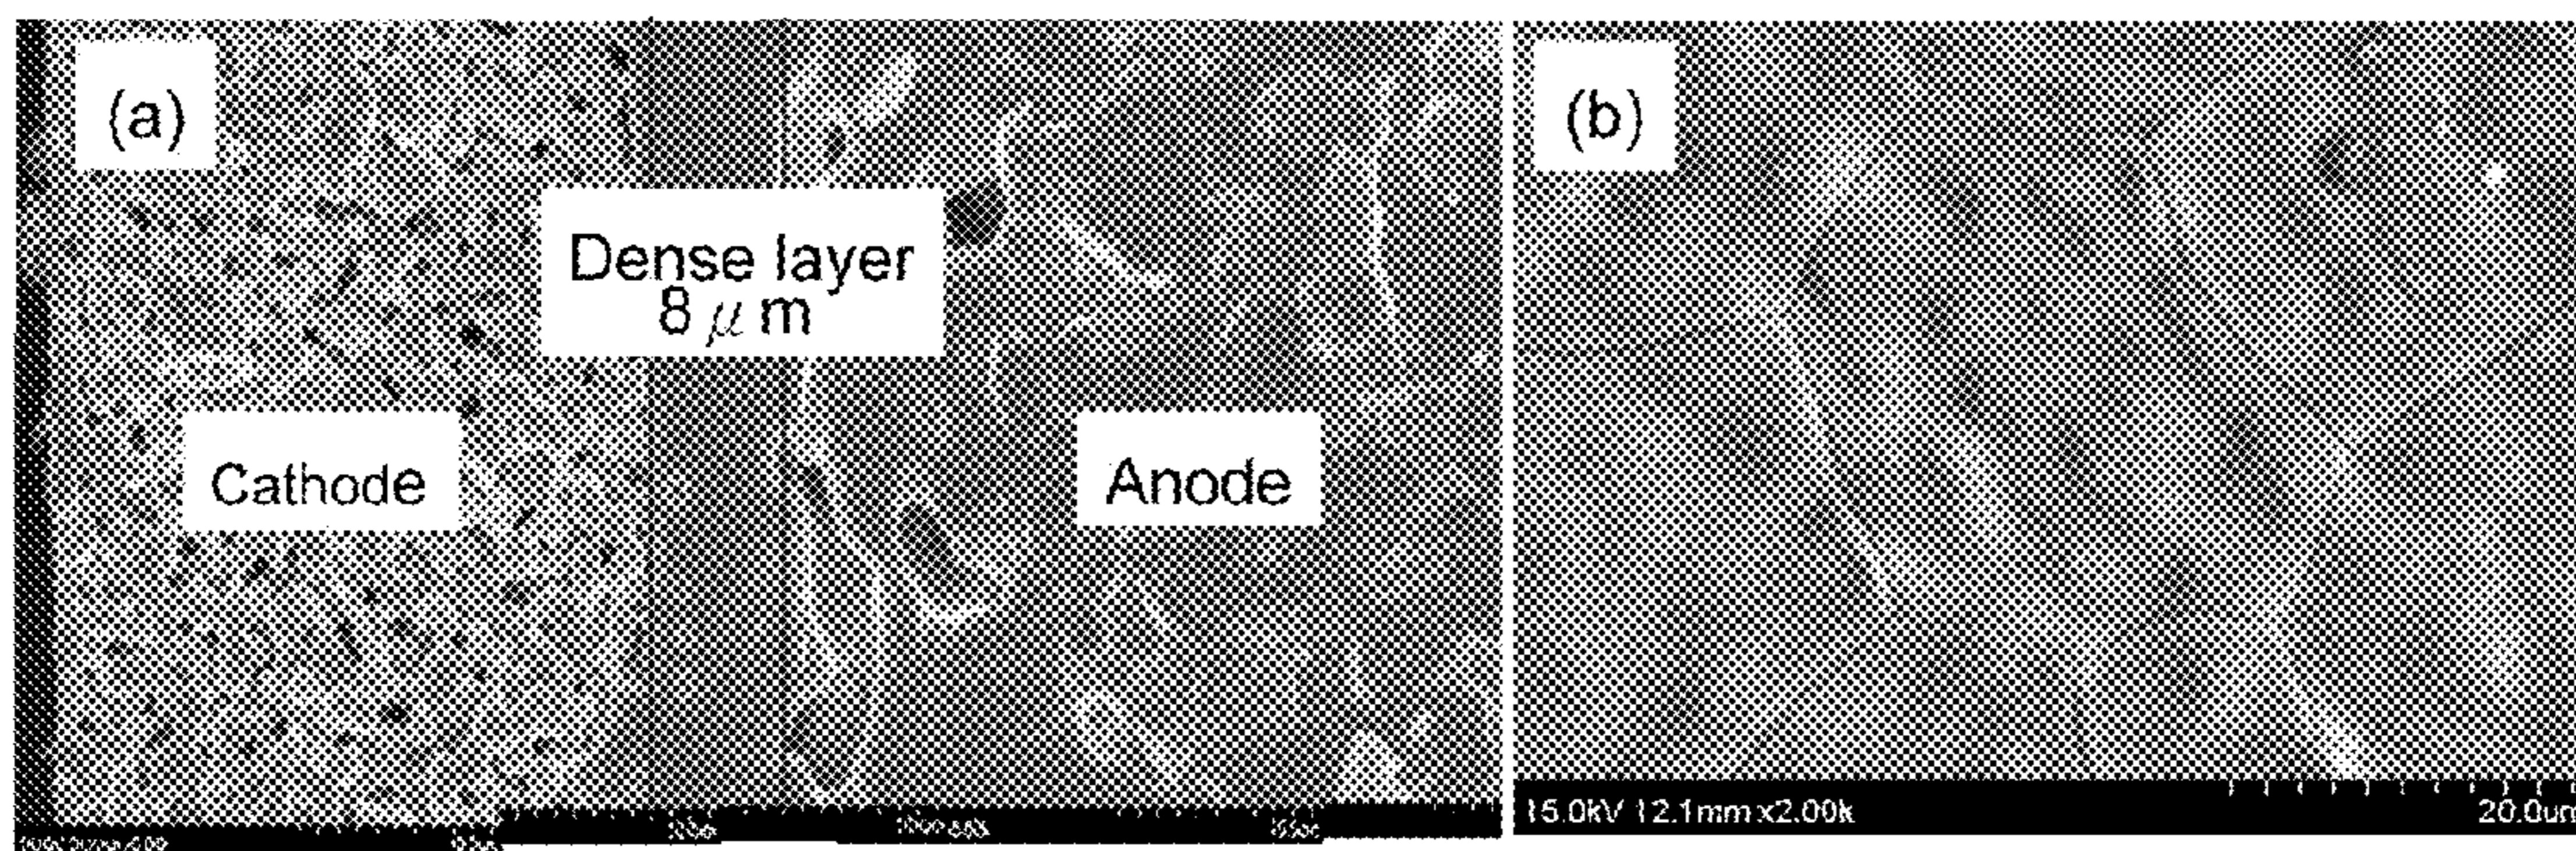 (a)
Dense layer
8 μm
Cathode
Anode
(b)
15.0kV 12.1mm x2.00k
20.0um